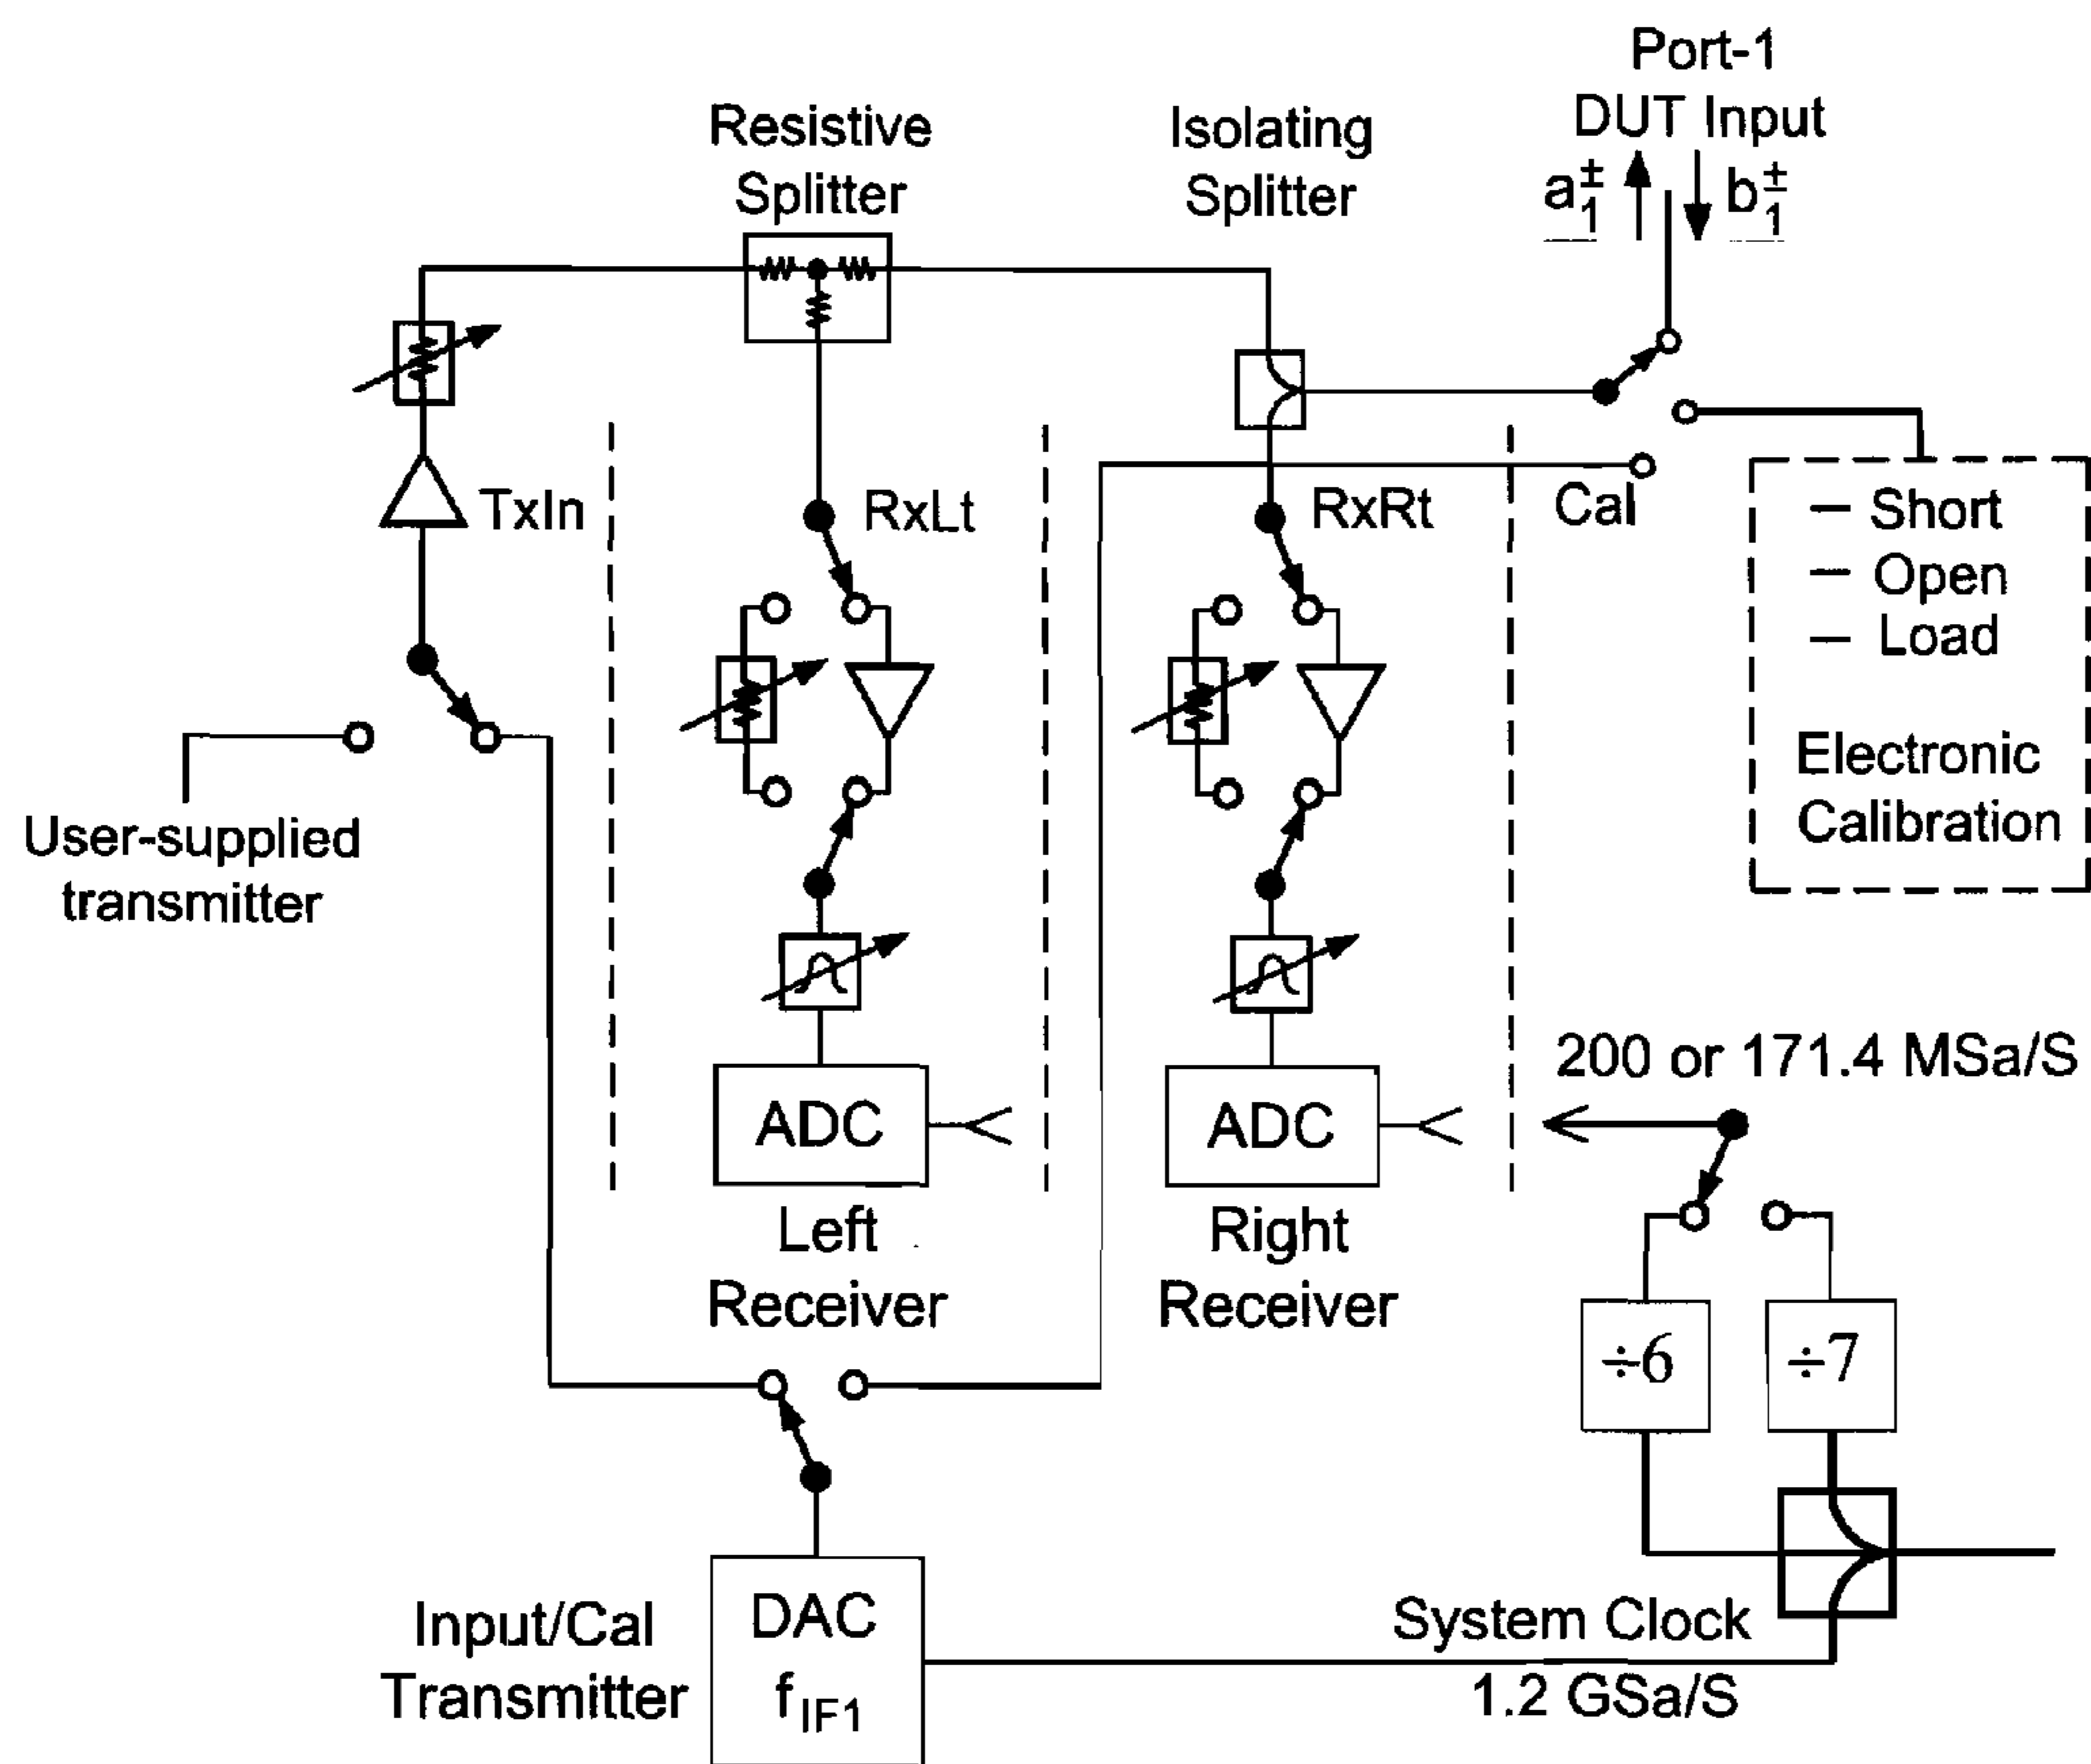 Port-1
DUT Input
a₁± b₁±
Resistive
Splitter
Isolating
Splitter
TxIn
RxLt
RxRt
Cal
Short
Open
Load
Electronic
Calibration
User-supplied
transmitter
200 or 171.4 MSa/S
ADC
ADC
Left
Receiver
Right
Receiver
÷6
÷7
Input/Cal
Transmitter
DAC
f_IF1
System Clock
1.2 GSa/S